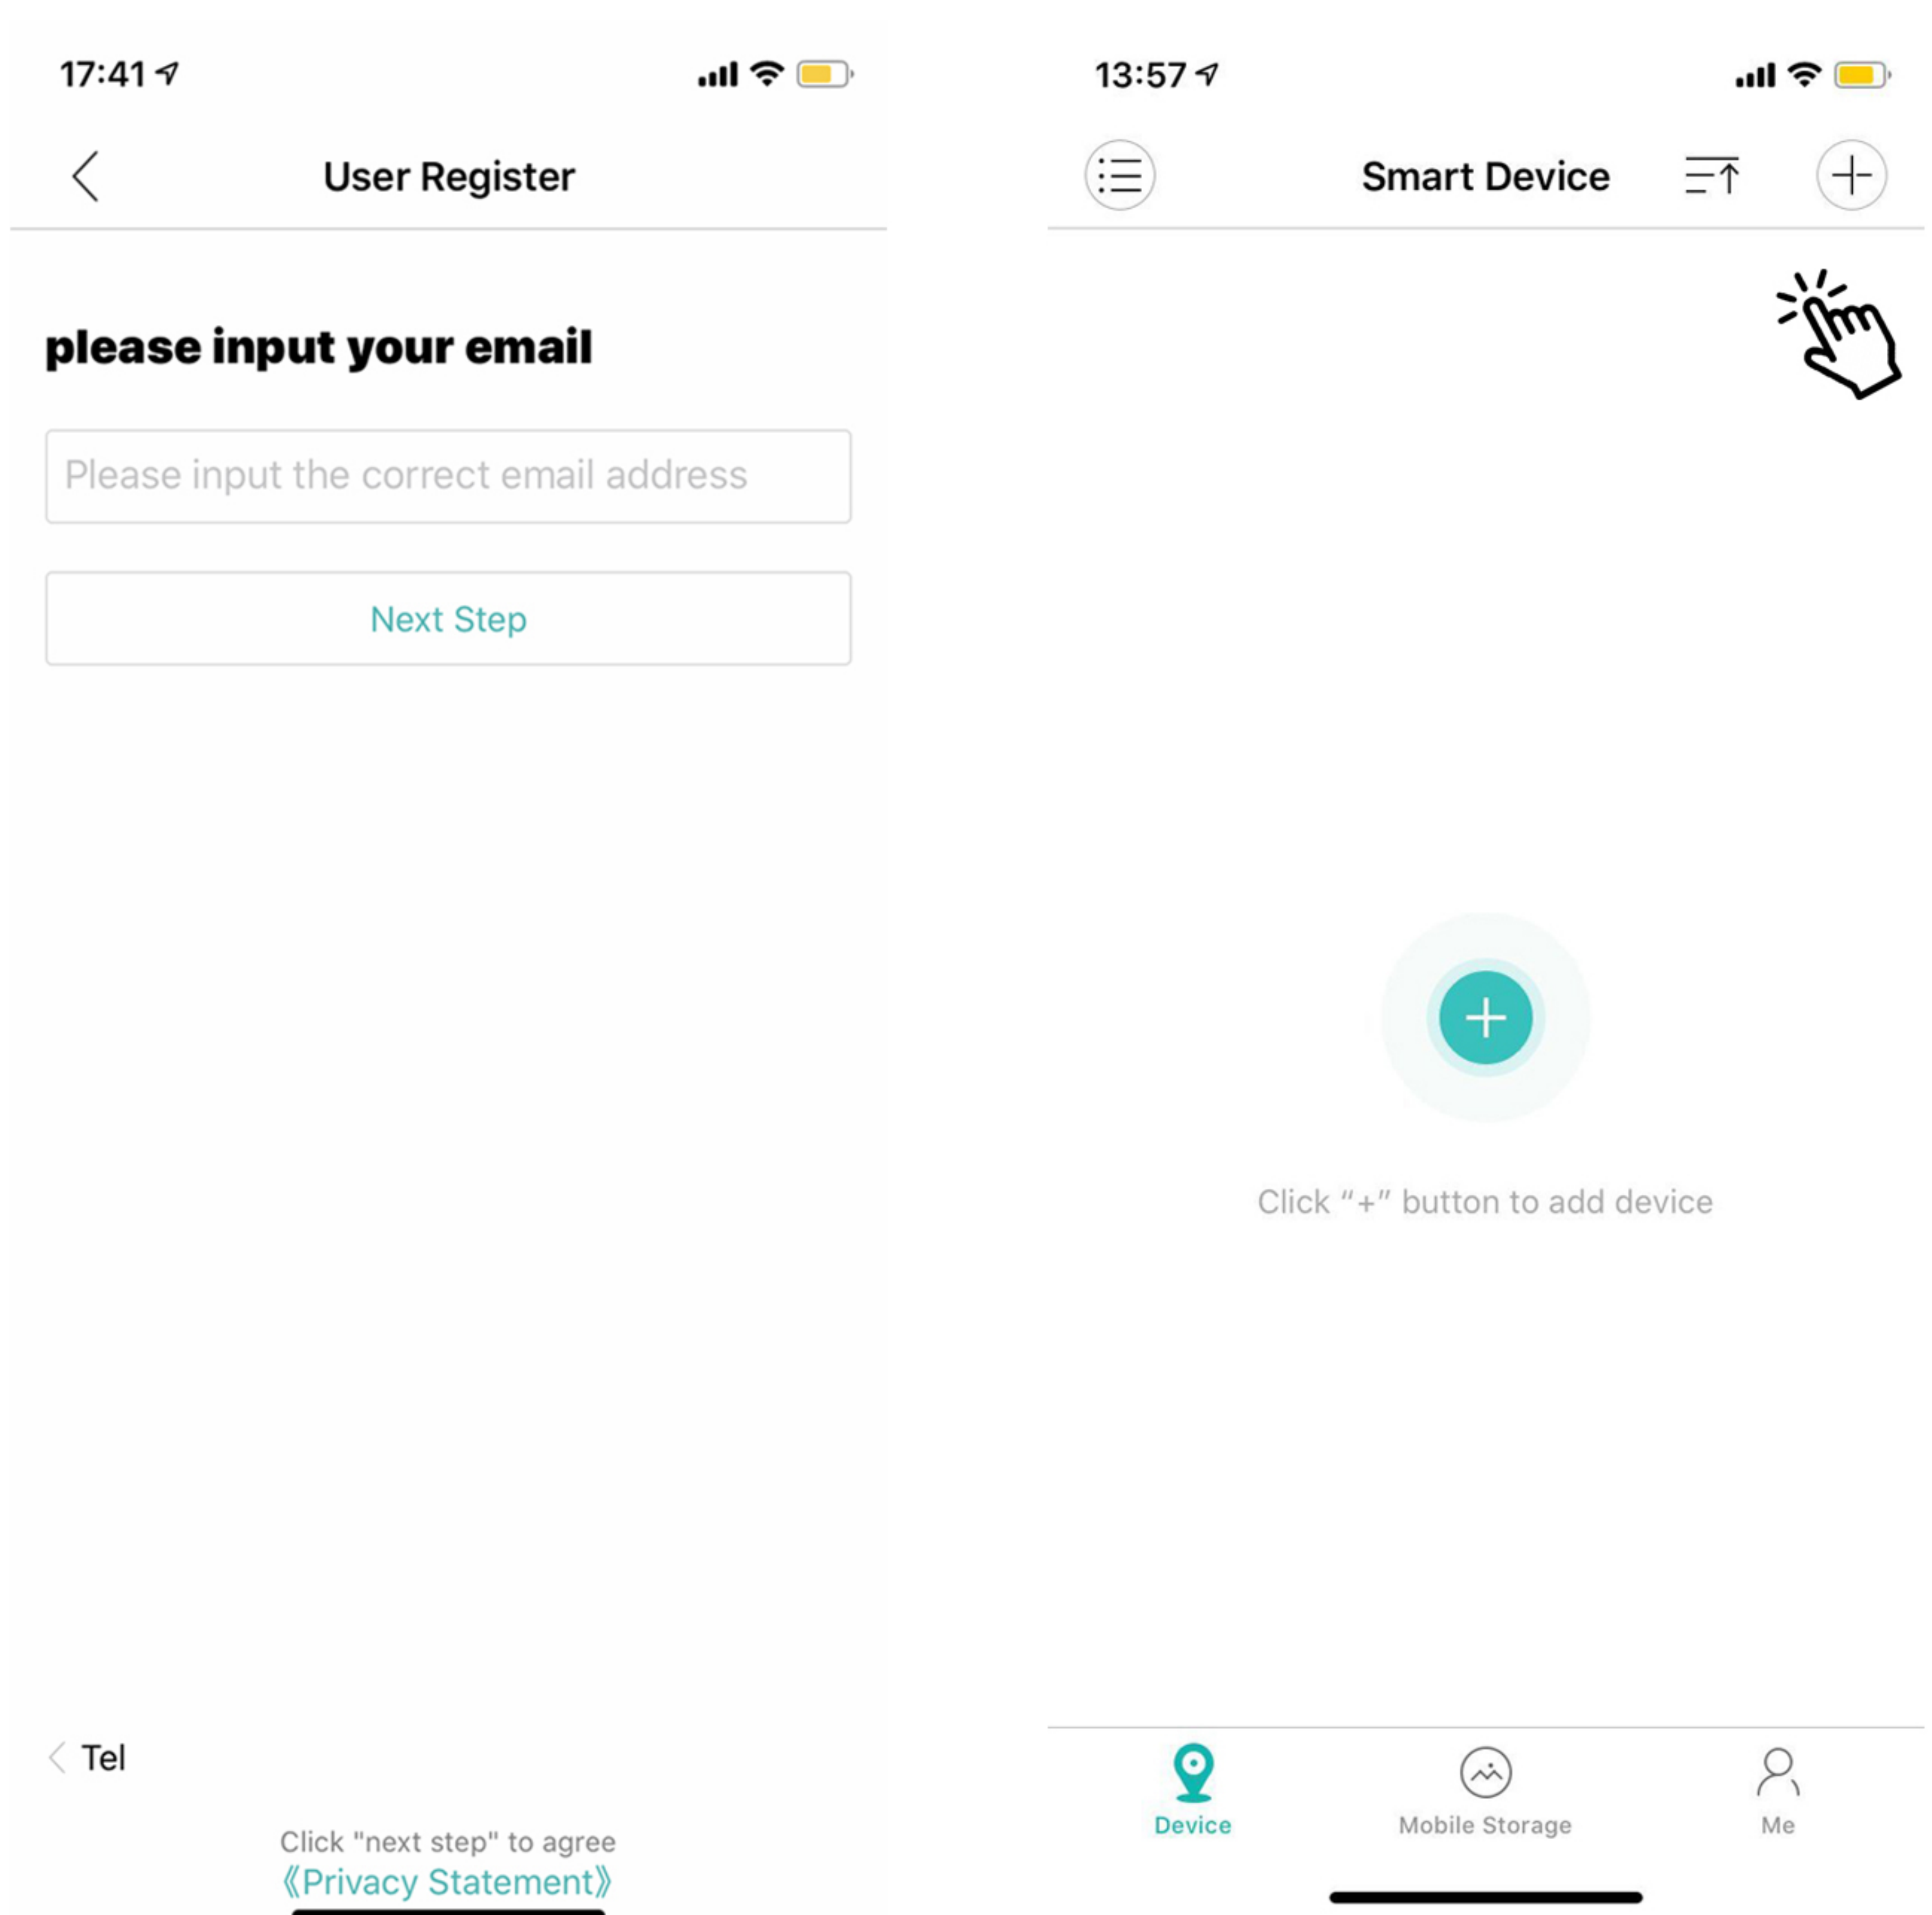 17:41
User Register
please input your email
Please input the correct email address
Next Step
Tel
Click "next step" to agree
《Privacy Statement》
13:57
Smart Device
Click “+” button to add device
Device
Mobile Storage
Me